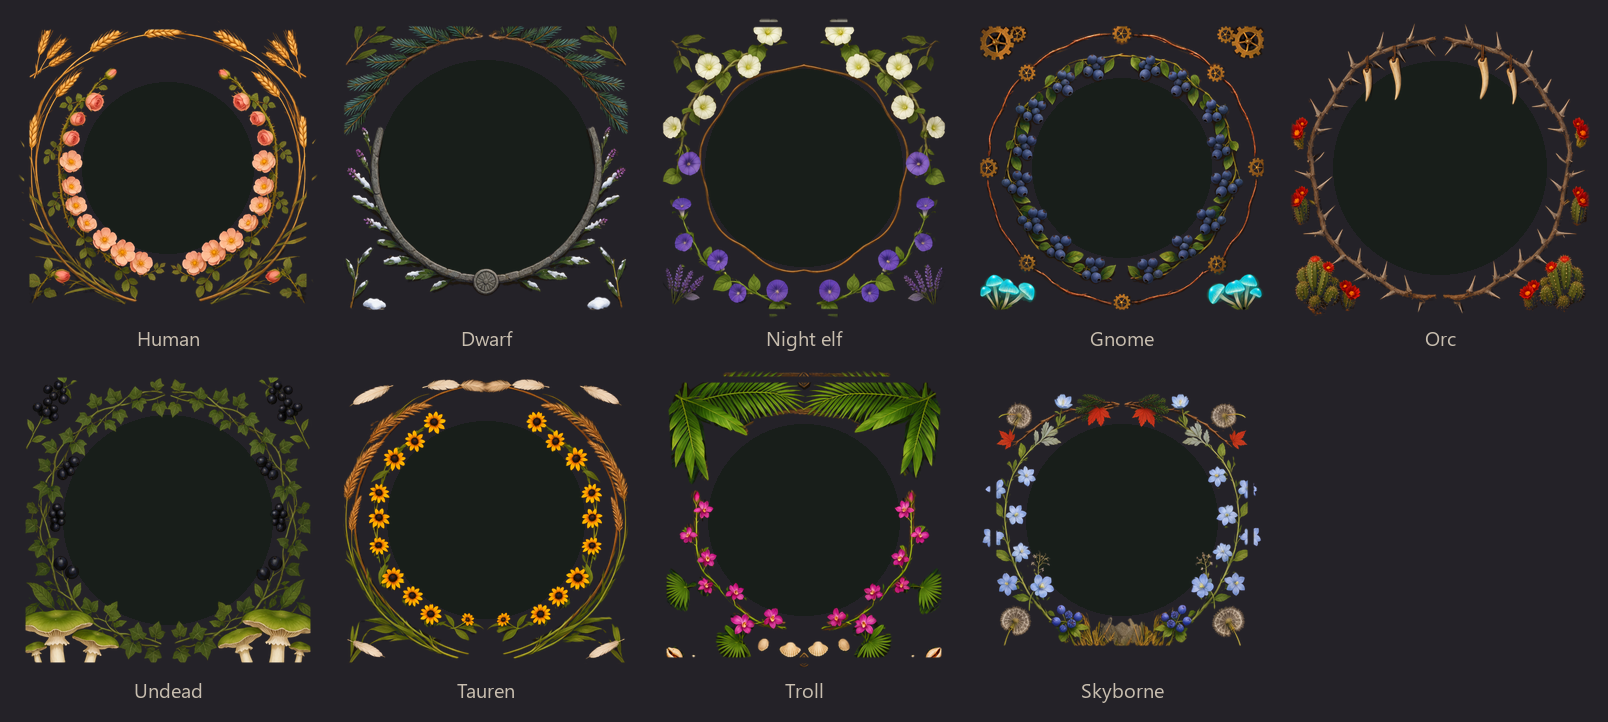 Human
Dwarf
Night elf
Gnome
Orc
Undead
Tauren
Troll
Skyborne